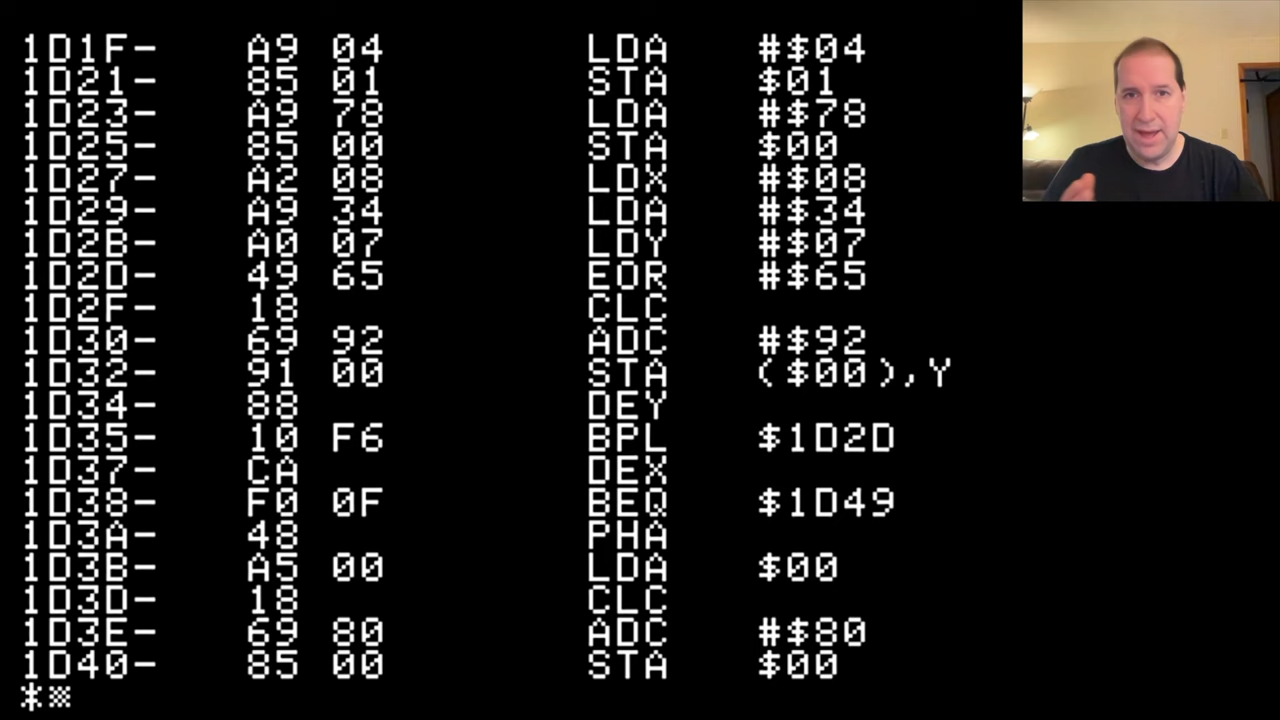 1D1F- A9 04 LDA #$04
1D21- 85 01 STA $01
1D23- A9 78 LDA #$78
1D25- 85 00 STA $00
1D27- A2 08 LDX #$08
1D29- A9 34 LDA #$34
1D2B- A0 07 LDY #$07
1D2D- 49 65 EOR #$65
1D2F- 18 CLC
1D30- 69 92 ADC #$92
1D32- 91 00 STA ($00),Y
1D34- 88 DEY
1D35- 10 F6 BPL $1D2D
1D37- CA DEX
1D38- F0 0F BEQ $1D49
1D3A- 48 PHA
1D3B- A5 00 LDA $00
1D3D- 18 CLC
1D3E- 69 80 ADC #$80
1D40- 85 00 STA $00
*